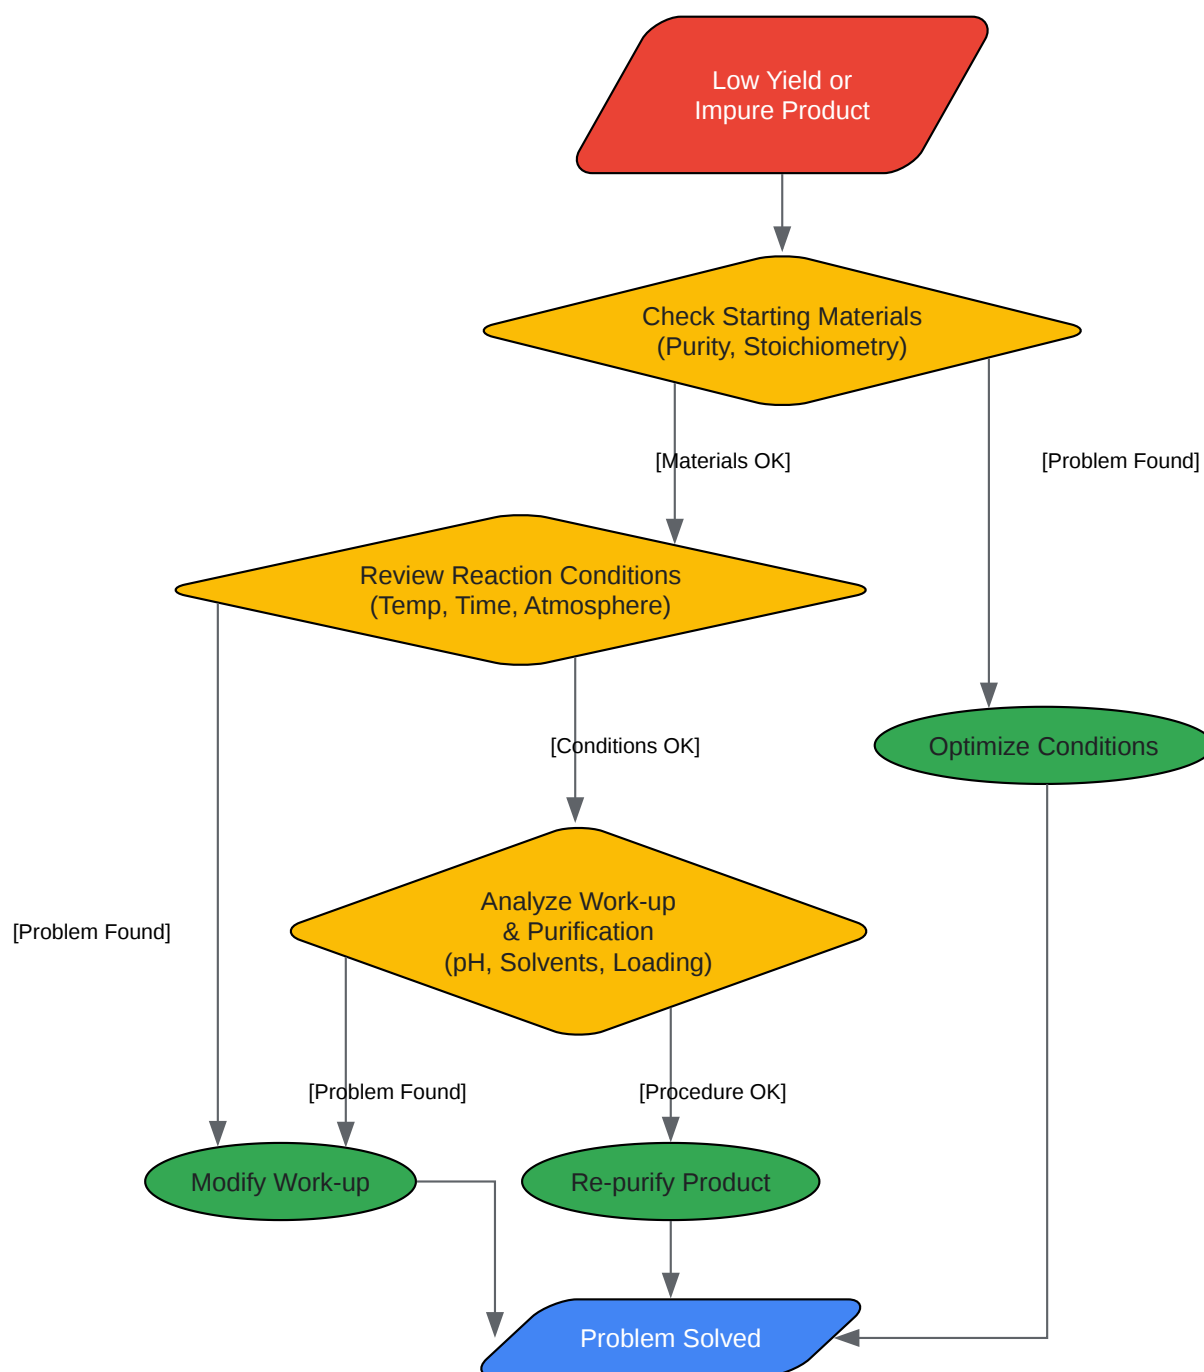 Low Yield or
Impure Product
Check Starting Materials
(Purity, Stoichiometry)
[Materials OK]
[Problem Found]
Review Reaction Conditions
(Temp, Time, Atmosphere)
[Conditions OK]
Optimize Conditions
Analyze Work-up
& Purification
(pH, Solvents, Loading)
[Problem Found]
[Problem Found]
[Procedure OK]
Modify Work-up
Re-purify Product
Problem Solved